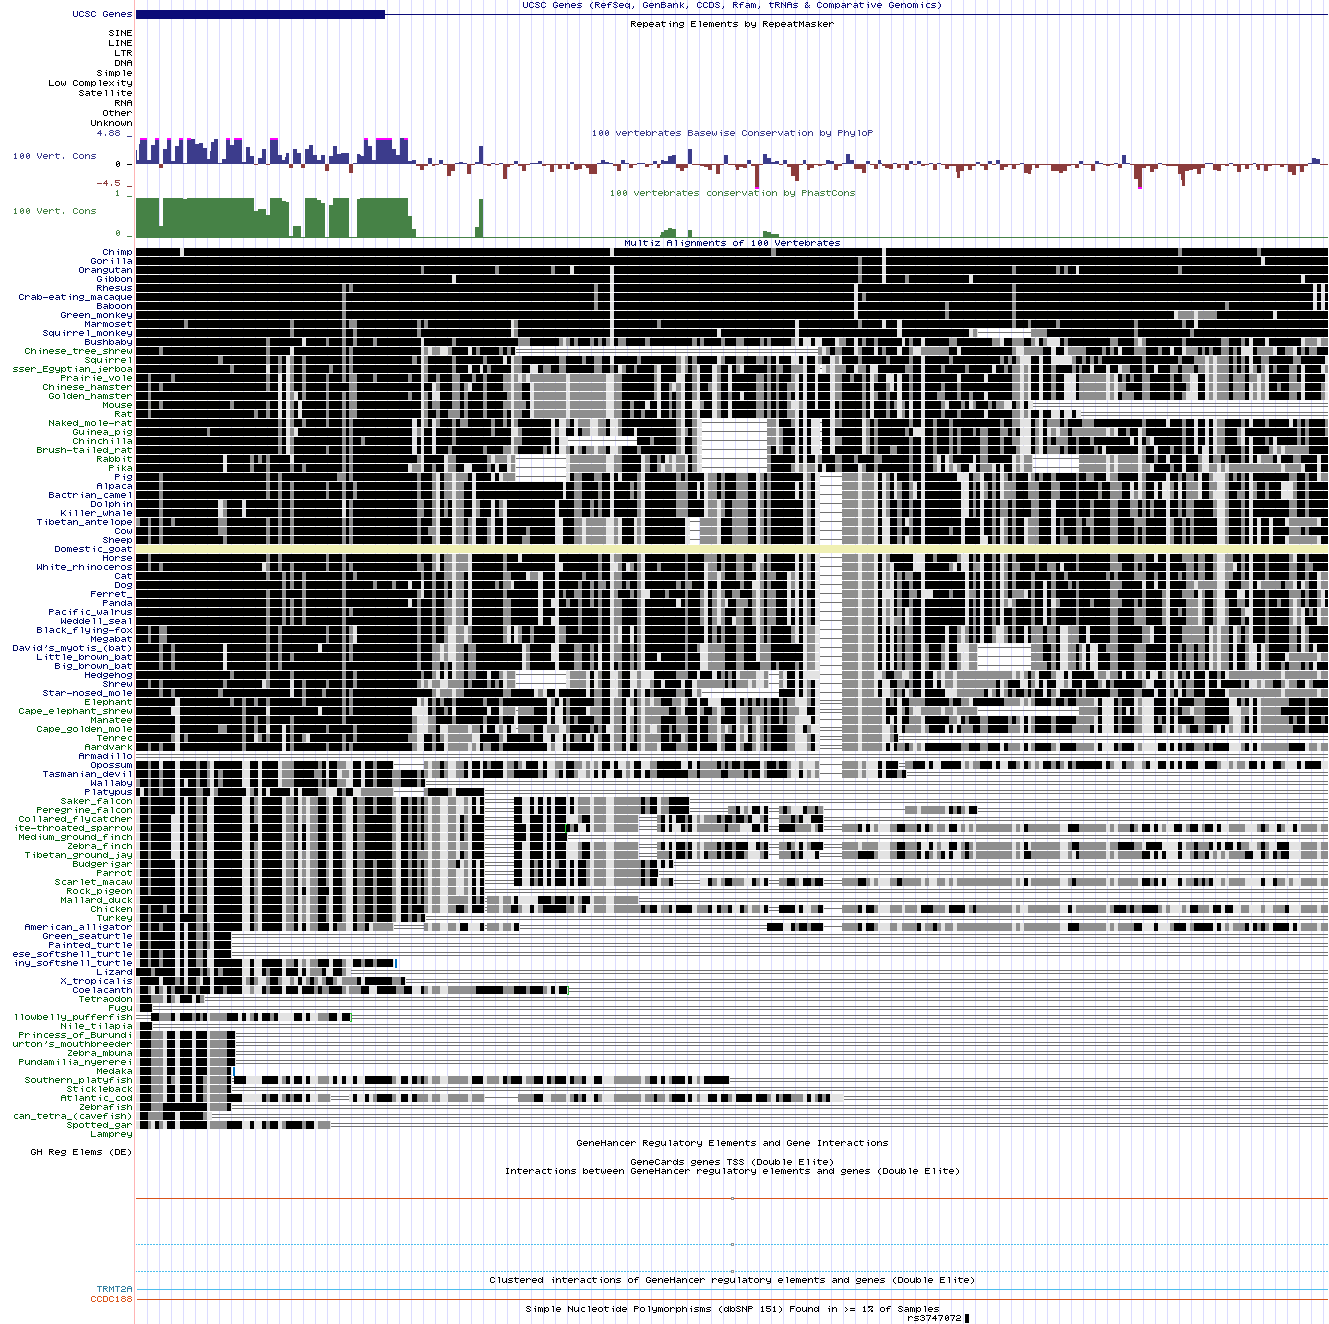 UCSC Genes (RefSeq, GenBank, CCDS, Rfam, tRNAs & Comparative Genomics)
UCSC Genes
Repeating Elements by RepeatMasker
SINE
LINE
LTR
DNA
Simple
Low Complexity
Satellite
RNA
Other
Unknown
4.88 _
100 vertebrates Basewise Conservation by PhyloP
100 Vert. Cons
0 _
-4.5 _
100 vertebrates conservation by PhastCons
1 _
100 Vert. Cons
0 _
Multiz Alignments of 100 Vertebrates
Chimp
Gorilla
Orangutan
Gibbon
Rhesus
Crab-eating_macaque
Baboon
Green_monkey
Marmoset
Squirrel_monkey
Bushbaby
Chinese_tree_shrew
Squirrel
sser_Egyptian_jerboa
Prairie_vole
Chinese_hamster
Golden_hamster
Mouse
Rat
Naked_mole-rat
Guinea_pig
Chinchilla
Brush-tailed_rat
Rabbit
Pika
Pig
Alpaca
Bactrian_camel
Dolphin
Killer_whale
Tibetan_antelope
Cow
Sheep
Domestic_goat
Horse
White_rhinoceros
Cat
Dog
Ferret_
Panda
Pacific_walrus
Weddell_seal
Black_flying-fox
Megabat
David's_myotis_(bat)
Little_brown_bat
Big_brown_bat
Hedgehog
Shrew
Star-nosed_mole
Elephant
Cape_elephant_shrew
Manatee
Cape_golden_mole
Tenrec
Aardvark
Armadillo
Opossum
Tasmanian_devil
Wallaby
Platypus
Saker_falcon
Peregrine_falcon
Collared_flycatcher
ite-throated_sparrow
Medium_ground_finch
Zebra_finch
Tibetan_ground_jay
Budgerigar
Parrot
Scarlet_macaw
Rock_pigeon
Mallard_duck
Chicken
Turkey
American_alligator
Green_seaturtle
Painted_turtle
ese_softshell_turtle
iny_softshell_turtle
Lizard
X_tropicalis
Coelacanth
Tetraodon
Fugu
llowbelly_pufferfish
Nile_tilapia
Princess_of_Burundi
urton's_mouthbreeder
Zebra_mbuna
Pundamilia_nyererei
Medaka
Southern_platyfish
Stickleback
Atlantic_cod
Zebrafish
can_tetra_(cavefish)
Spotted_gar
Lamprey
GeneHancer Regulatory Elements and Gene Interactions
GH Reg Elems (DE)
GeneCards genes TSS (Double Elite)
Interactions between GeneHancer regulatory elements and genes (Double Elite)
Clustered interactions of GeneHancer regulatory elements and genes (Double Elite)
TRMT2A
CCDC188
Simple Nucleotide Polymorphisms (dbSNP 151) Found in >= 1% of Samples
rs3747072